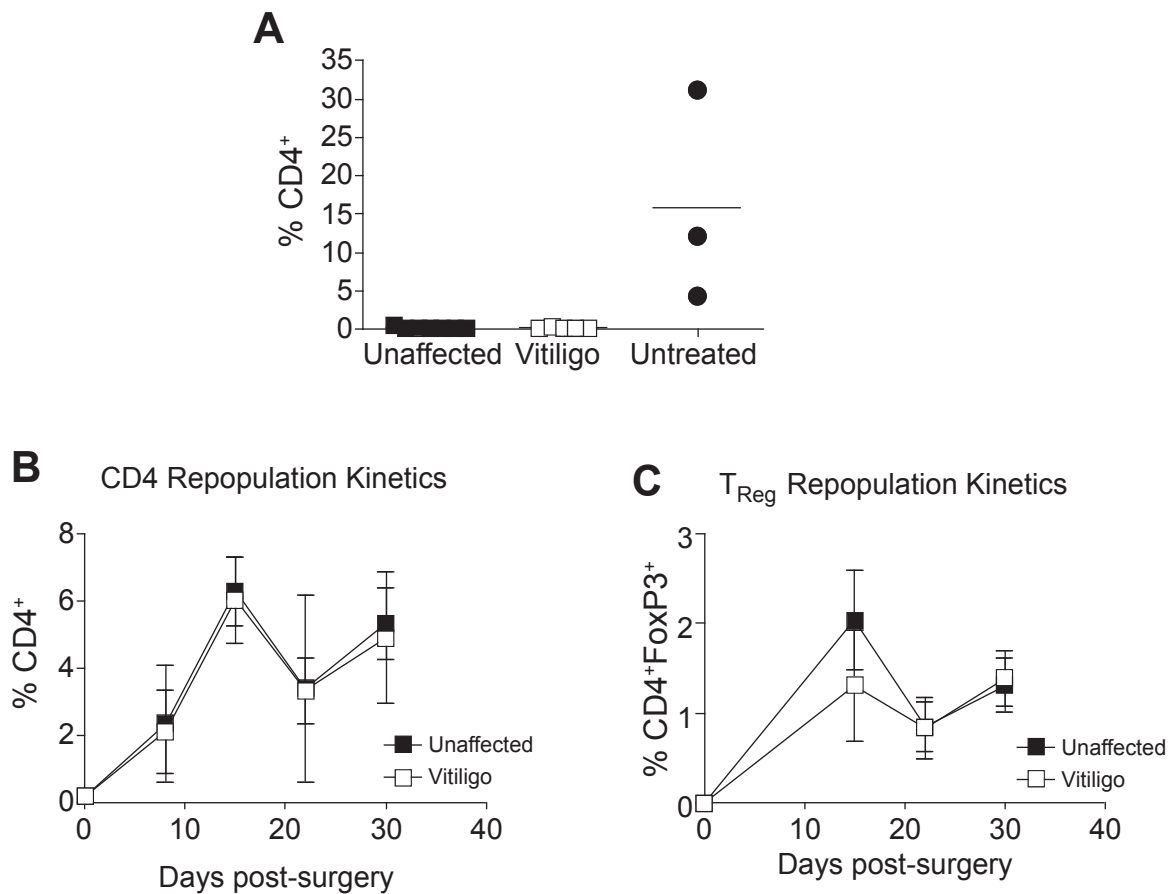 A
% CD4⁺
35
30
25
20
15
10
5
0
Unaffected Vitiligo Untreated
B CD4 Repopulation Kinetics
% CD4⁺
8
6
4
2
0
Unaffected
Vitiligo
0 10 20 30 40
Days post-surgery
C T_Reg Repopulation Kinetics
% CD4⁺FoxP3⁺
3
2
1
0
Unaffected
Vitiligo
0 10 20 30 40
Days post-surgery